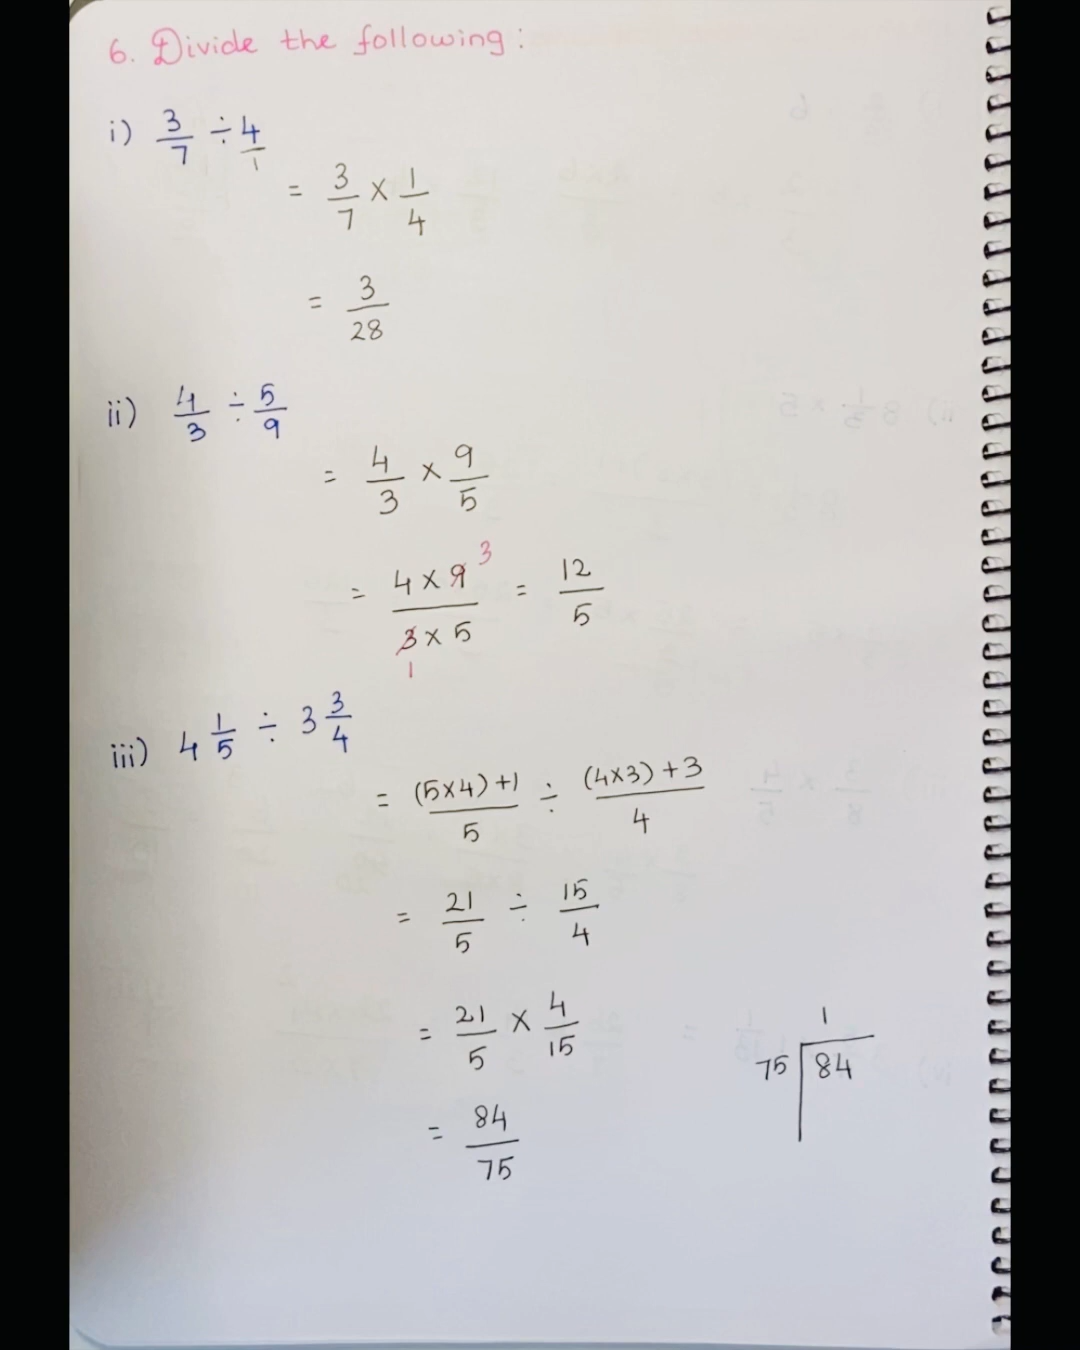 6. Divide the following:
i) 3/7 ÷ 4/1
= 3/7 × 1/4
= 3/28
ii) 4/3 ÷ 5/9
= 4/3 × 9/5
= (4 × 9 3)/(3 × 5 1) = 12/5
iii) 4 1/5 ÷ 3 3/4
= ((5×4)+1)/5 ÷ ((4×3)+3)/4
= 21/5 ÷ 15/4
= 21/5 × 4/15
= 84/75
1
75 84